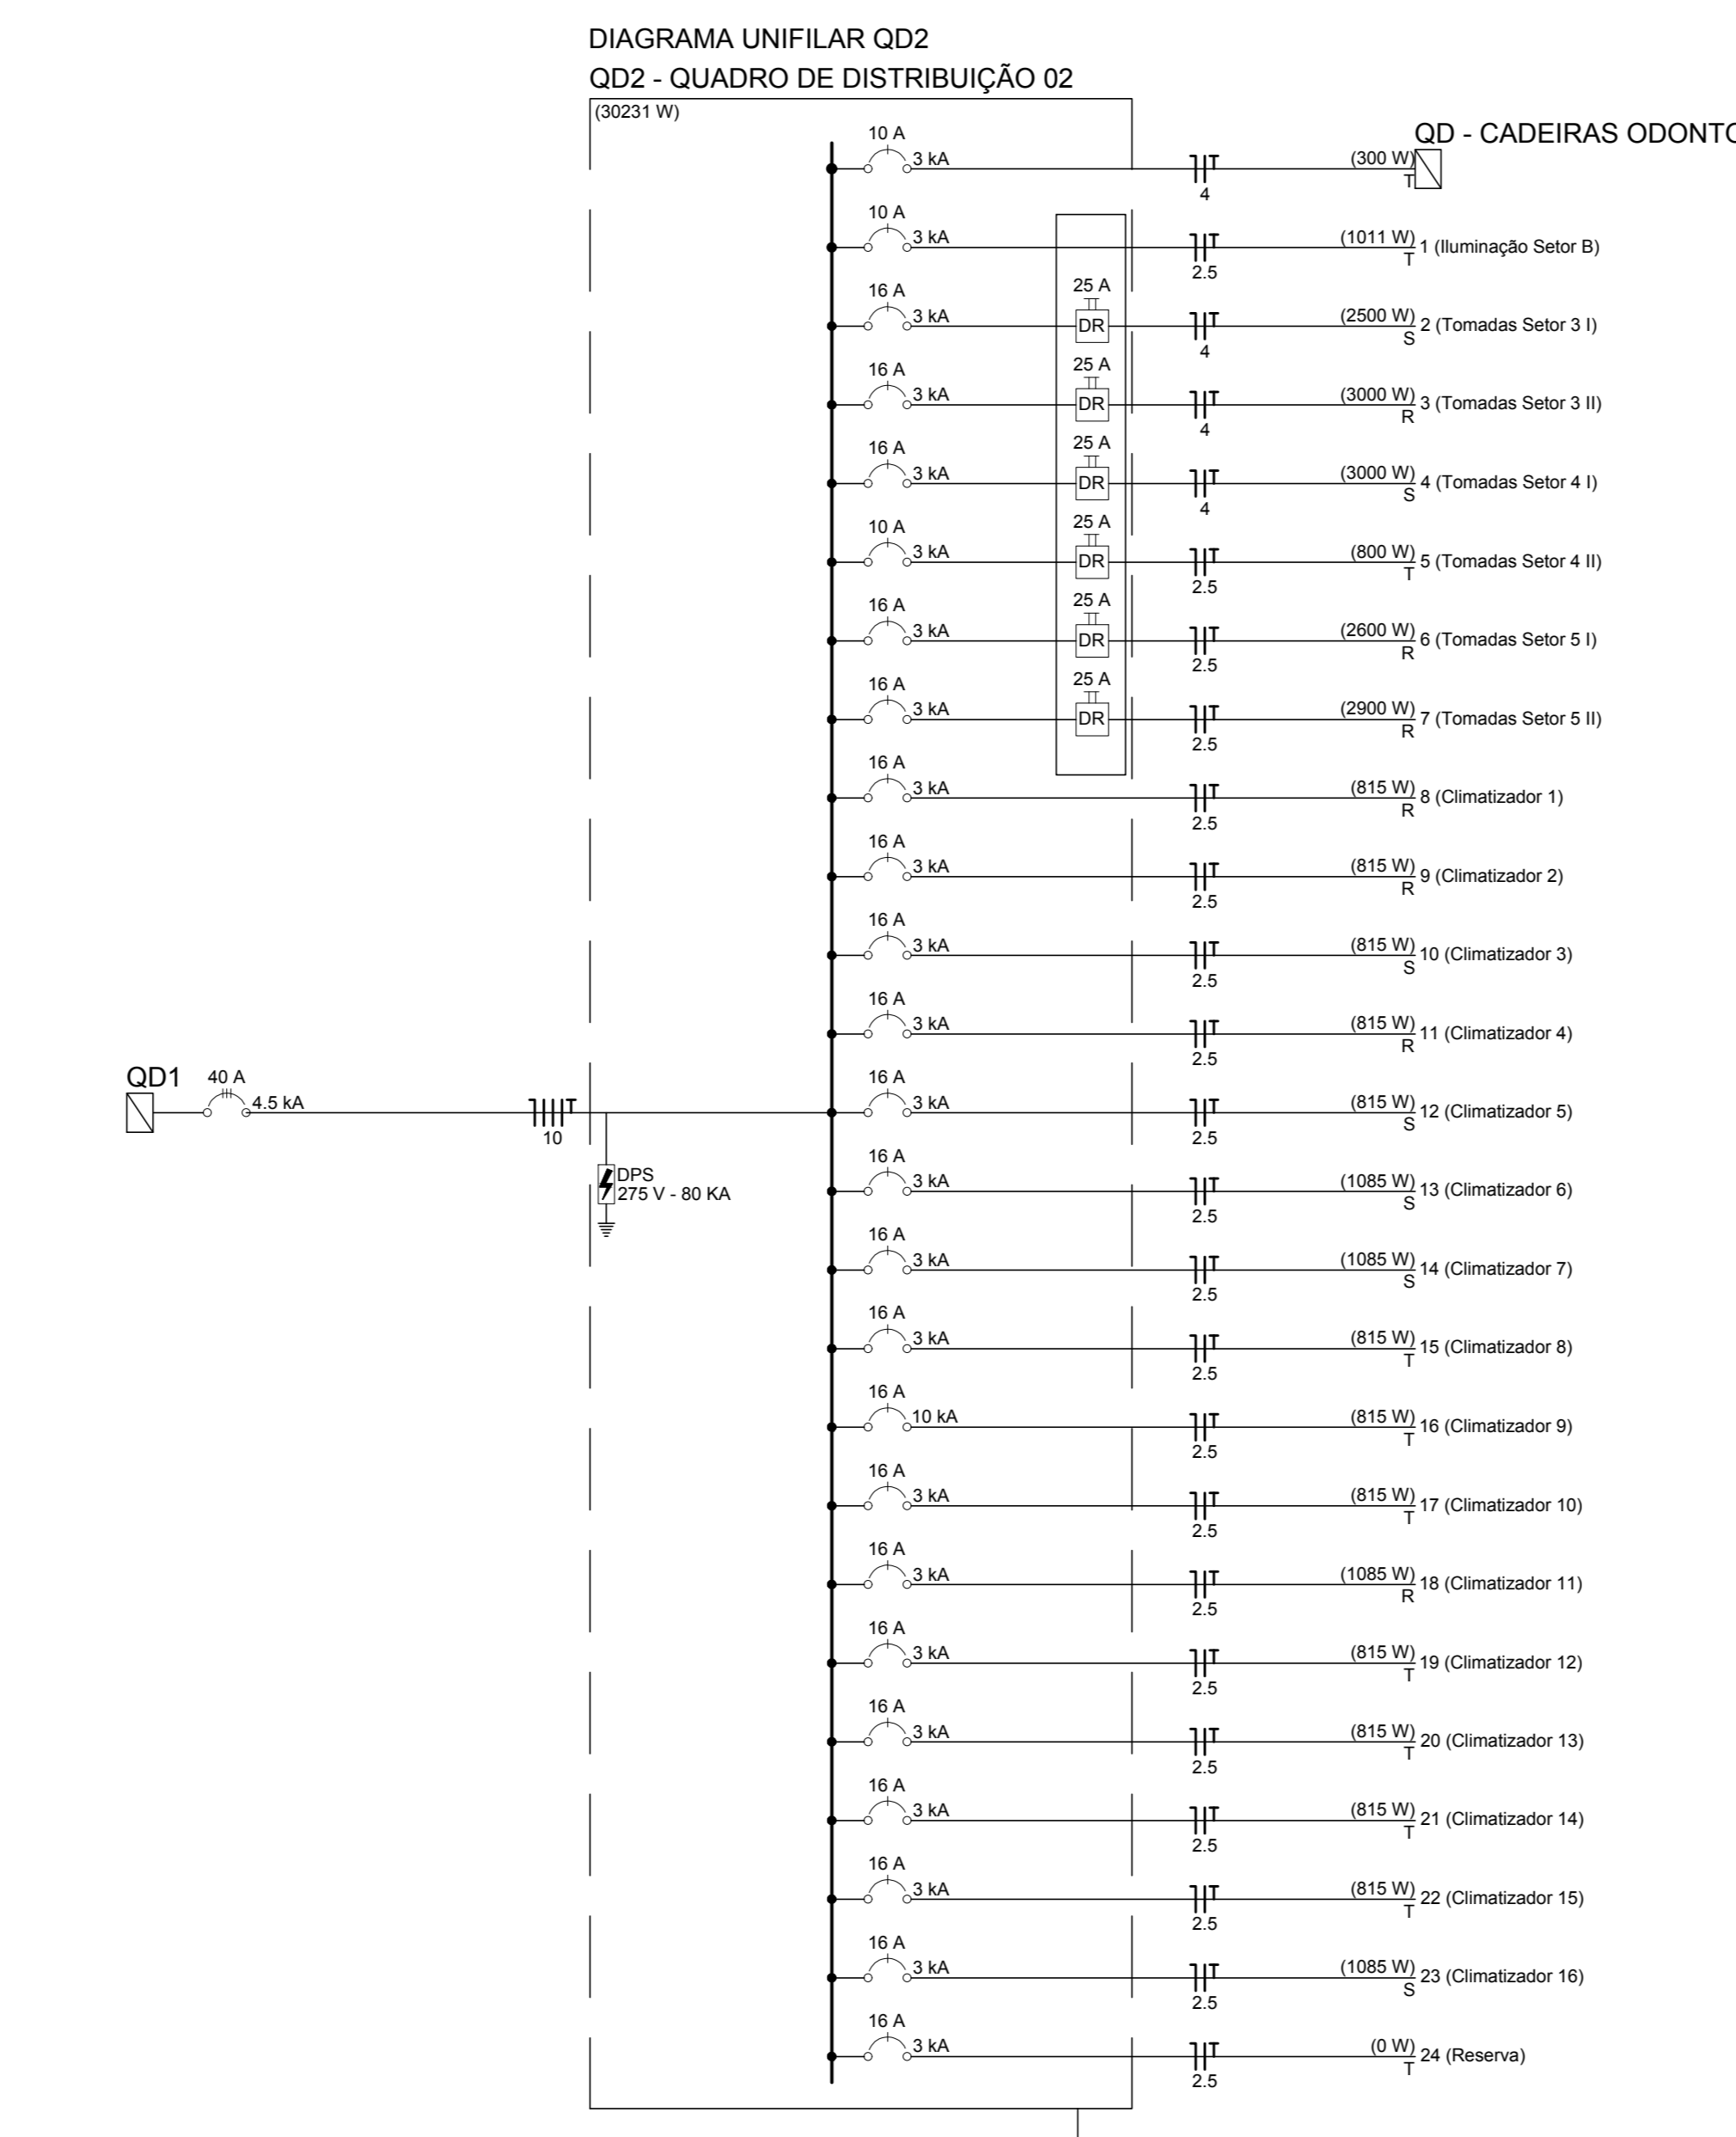 DIAGRAMA UNIFILAR QD2
QD2 - QUADRO DE DISTRIBUIÇÃO 02
(30231 W)
QD - CADEIRAS ODONTO
10 A
3 kA
4
(300 W)
T
10 A
3 kA
2.5
(1011 W)
T
1 (Iluminação Setor B)
16 A
3 kA
25 A
DR
4
(2500 W)
S
2 (Tomadas Setor 3 I)
16 A
3 kA
25 A
DR
4
(3000 W)
R
3 (Tomadas Setor 3 II)
16 A
3 kA
25 A
DR
4
(3000 W)
S
4 (Tomadas Setor 4 I)
10 A
3 kA
25 A
DR
2.5
(800 W)
T
5 (Tomadas Setor 4 II)
16 A
3 kA
25 A
DR
2.5
(2600 W)
R
6 (Tomadas Setor 5 I)
16 A
3 kA
25 A
DR
2.5
(2900 W)
R
7 (Tomadas Setor 5 II)
16 A
3 kA
2.5
(815 W)
R
8 (Climatizador 1)
16 A
3 kA
2.5
(815 W)
R
9 (Climatizador 2)
16 A
3 kA
2.5
(815 W)
S
10 (Climatizador 3)
16 A
3 kA
2.5
(815 W)
R
11 (Climatizador 4)
QD1
40 A
4.5 kA
10
DPS
275 V - 80 KA
16 A
3 kA
2.5
(815 W)
S
12 (Climatizador 5)
16 A
3 kA
2.5
(1085 W)
S
13 (Climatizador 6)
16 A
3 kA
2.5
(1085 W)
S
14 (Climatizador 7)
16 A
3 kA
2.5
(815 W)
T
15 (Climatizador 8)
16 A
10 kA
2.5
(815 W)
T
16 (Climatizador 9)
16 A
3 kA
2.5
(815 W)
T
17 (Climatizador 10)
16 A
3 kA
2.5
(1085 W)
R
18 (Climatizador 11)
16 A
3 kA
2.5
(815 W)
T
19 (Climatizador 12)
16 A
3 kA
2.5
(815 W)
T
20 (Climatizador 13)
16 A
3 kA
2.5
(815 W)
T
21 (Climatizador 14)
16 A
3 kA
2.5
(815 W)
T
22 (Climatizador 15)
16 A
3 kA
2.5
(1085 W)
S
23 (Climatizador 16)
16 A
3 kA
2.5
(0 W)
T
24 (Reserva)